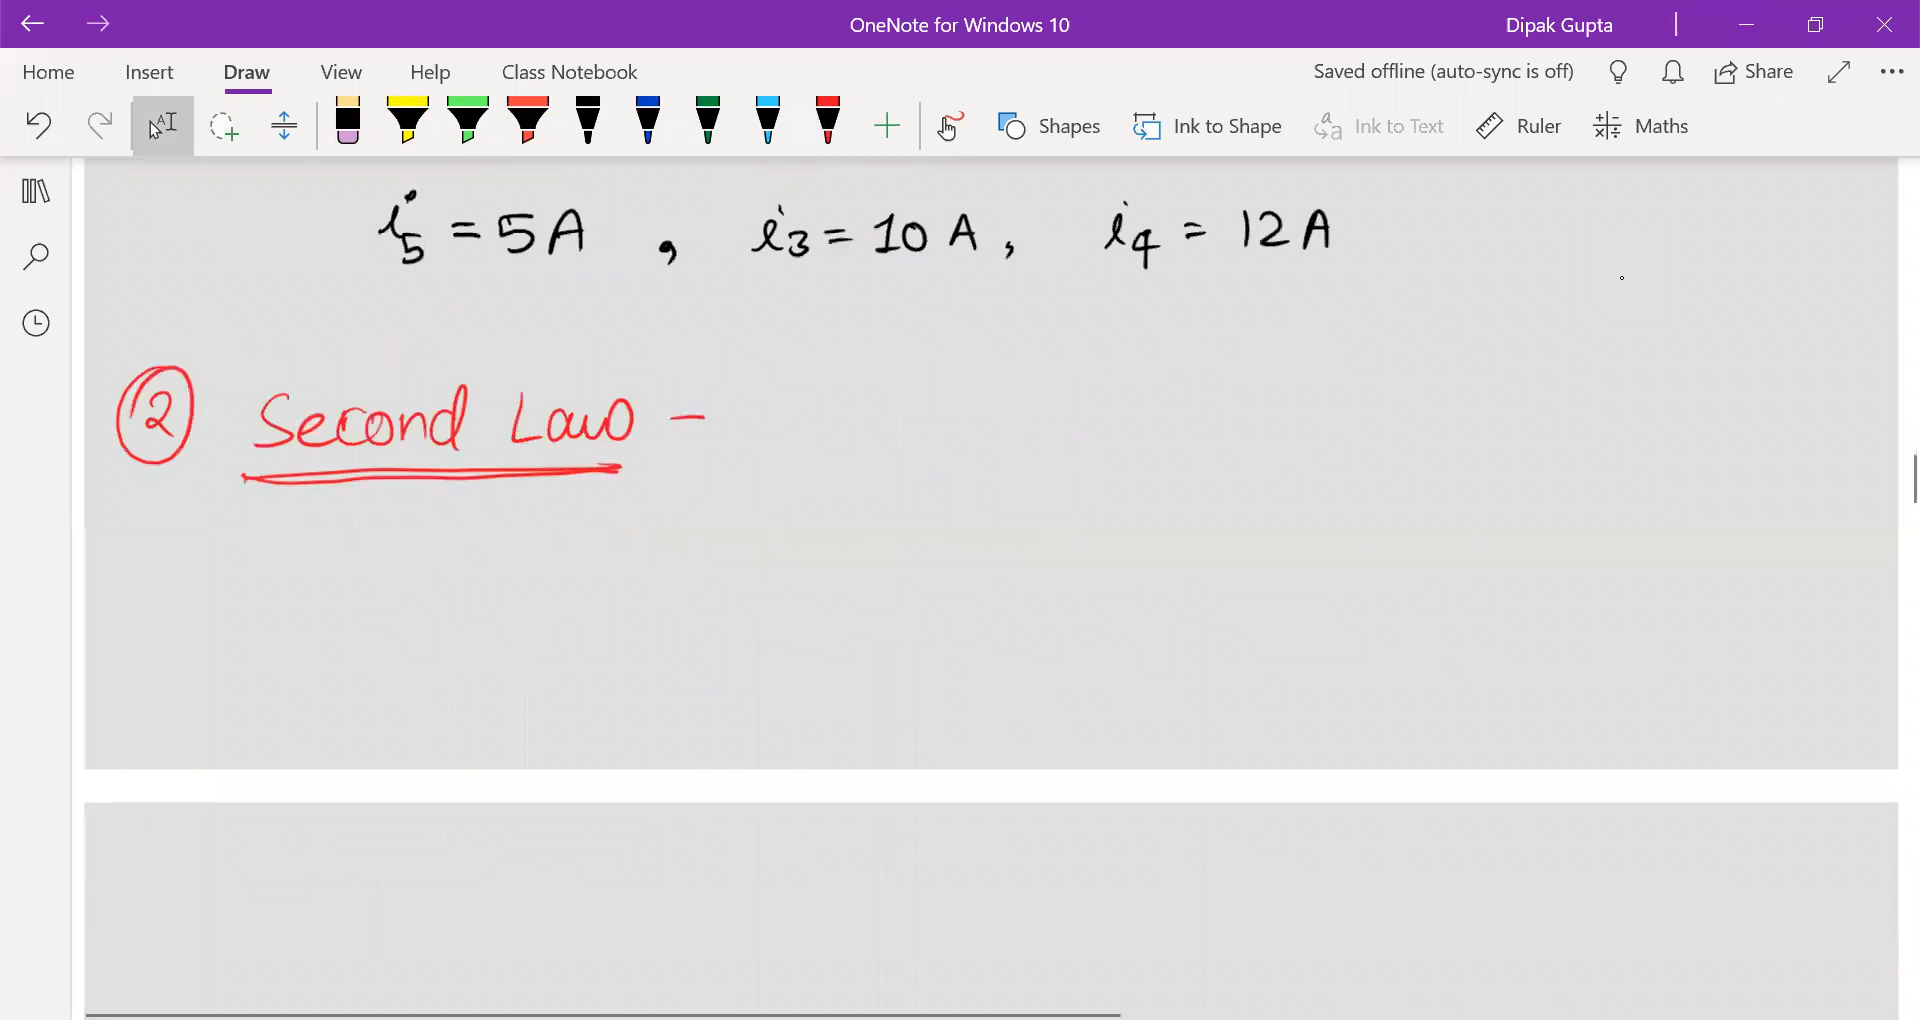 OneNote for Windows 10 Dipak Gupta
Home Insert Draw View Help Class Notebook Saved offline (auto-sync is off) Share
Shapes Ink to Shape Ink to Text Ruler Maths
i₅ = 5 A , i₃ = 10 A , i₄ = 12 A
② Second Law –